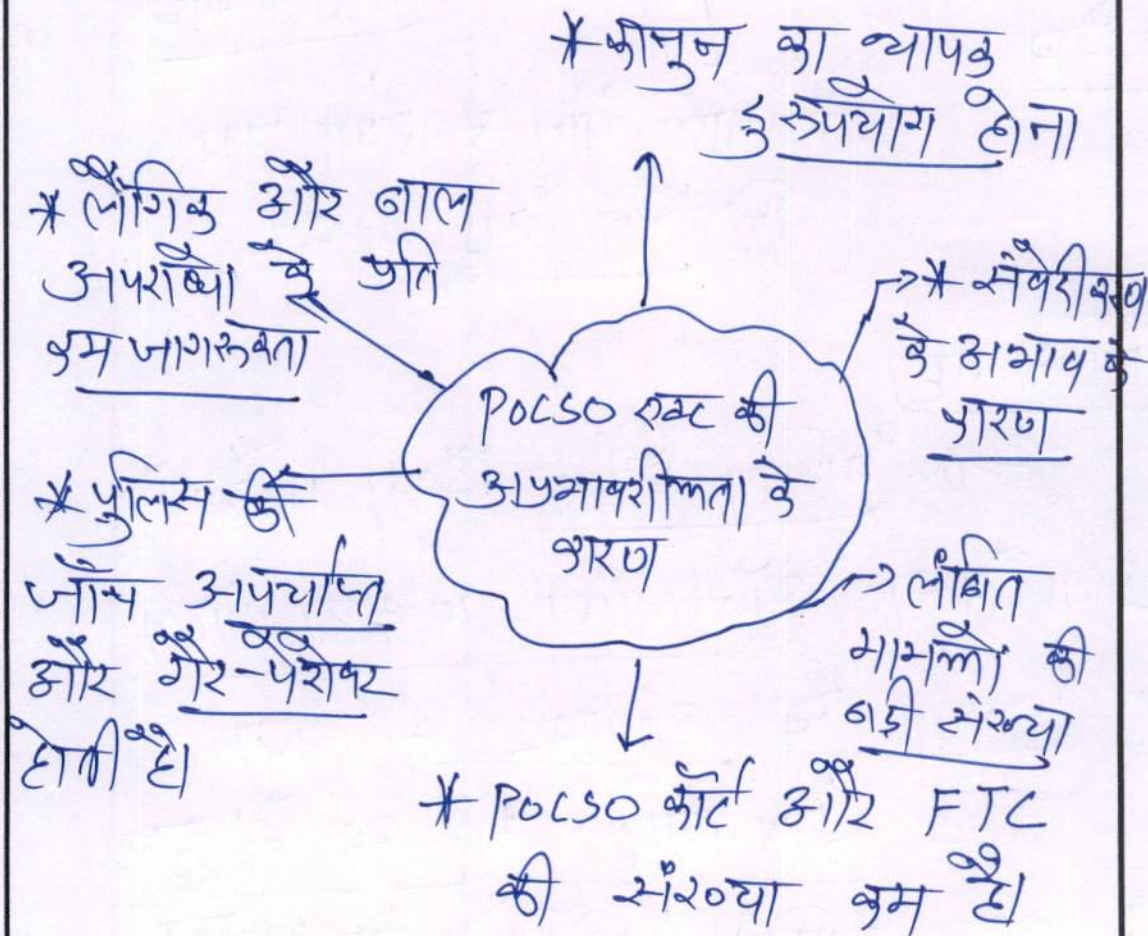 * कानुन का व्यापक
दुरूपयोग होना
* लैंगिक और बाल
अपराधों के प्रति
कम जागरूकता
→* संवेदीकरण
के अभाव के
कारण
POCSO एक्ट की
अप्रभावशीलता के
कारण
* पुलिस की
जाँच अपर्याप्त
और गैर-पेशेवर
होती है।
→ लंबित
मामलों की
बड़ी संख्या
* POCSO कोर्ट और FTC
की संख्या कम है।